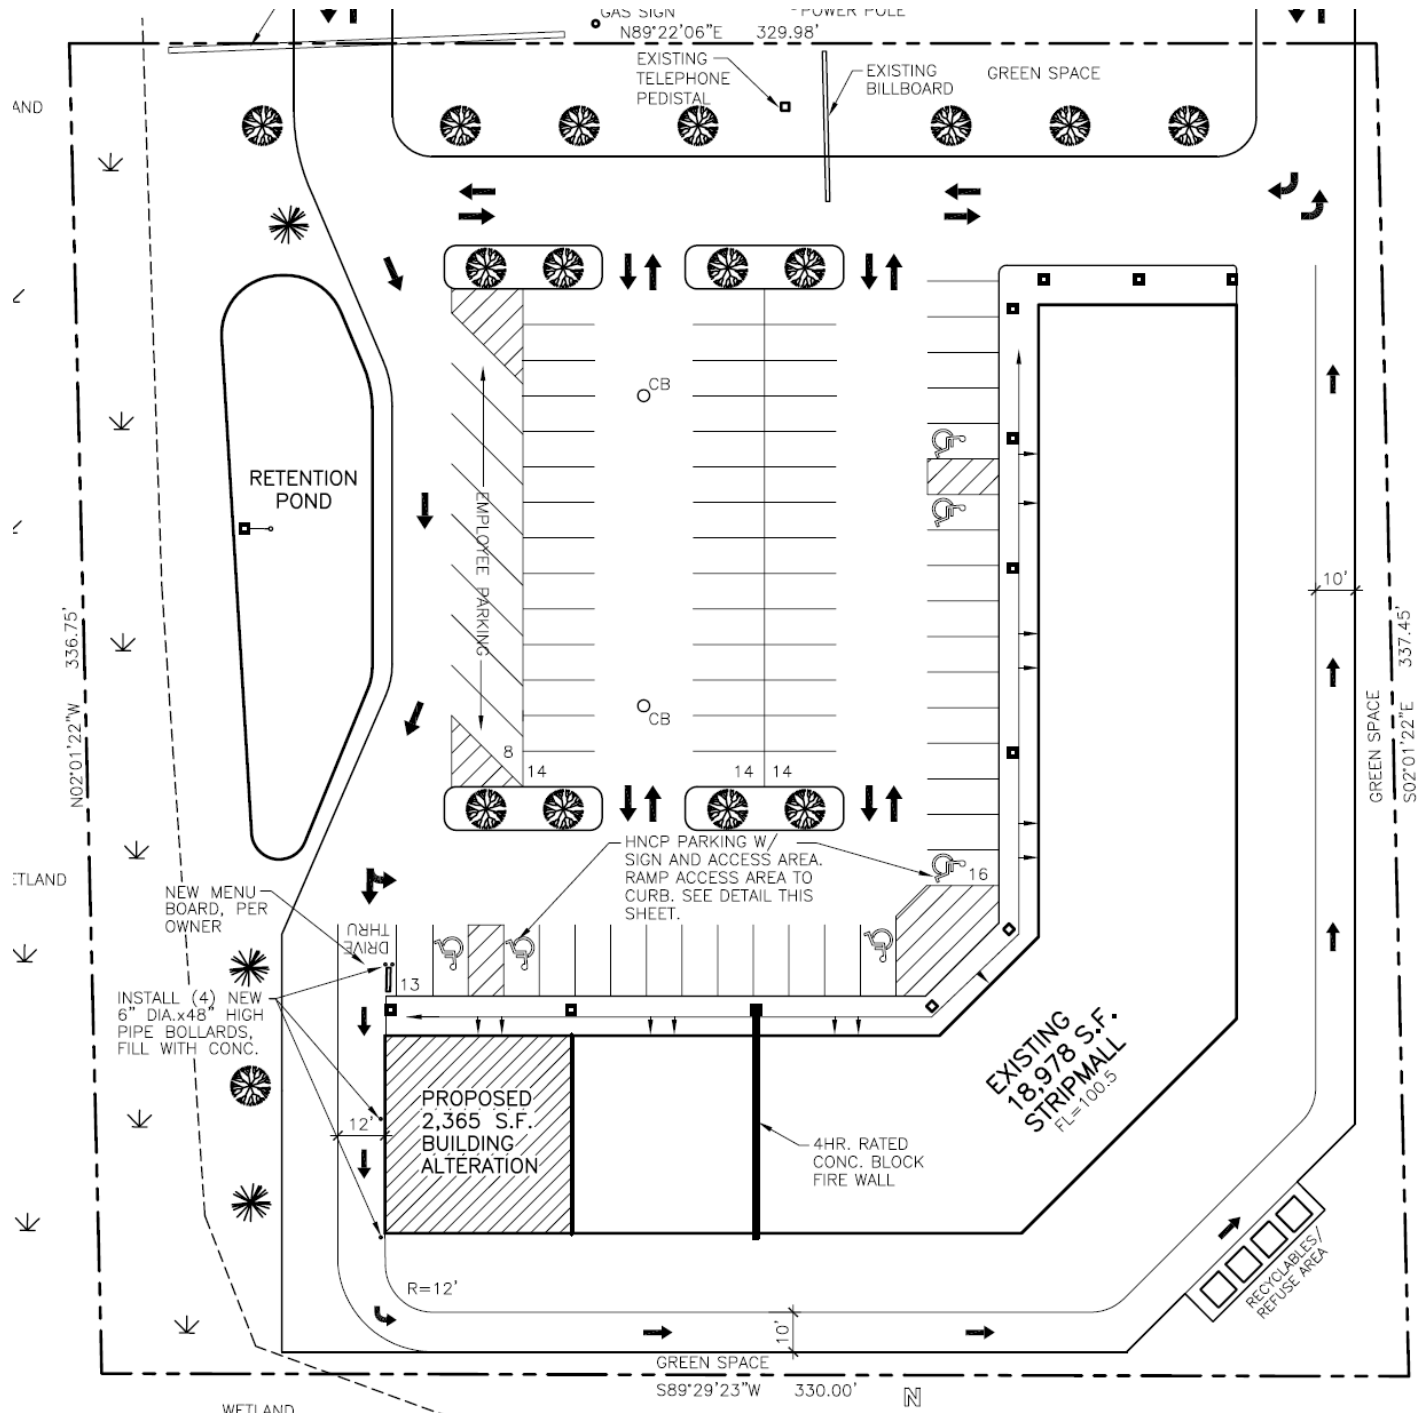 GAS SIGN
POWER POLE
N89°22'06"E 329.98'
EXISTING
TELEPHONE
PEDISTAL
EXISTING
BILLBOARD
GREEN SPACE
CB
RETENTION
POND
EMPLOYEE PARKING
10'
N02°01'22"W 336.75'
S02°01'22"E 337.45'
GREEN SPACE
CB
8
14
14
14
HNCP PARKING W/
SIGN AND ACCESS AREA.
RAMP ACCESS AREA TO
CURB. SEE DETAIL THIS
SHEET.
16
NEW MENU
BOARD, PER
OWNER
DRIVE
THRU
13
INSTALL (4) NEW
6" DIA.x48" HIGH
PIPE BOLLARDS,
FILL WITH CONC.
PROPOSED
2,365 S.F.
BUILDING
ALTERATION
12'
EXISTING
18,978 S.F.
STRIPMALL
FL=100.5
4HR. RATED
CONC. BLOCK
FIRE WALL
RECYCLABLES/
REFUSE AREA
R=12'
10'
GREEN SPACE
S89°29'23"W 330.00'
N
WETLAND